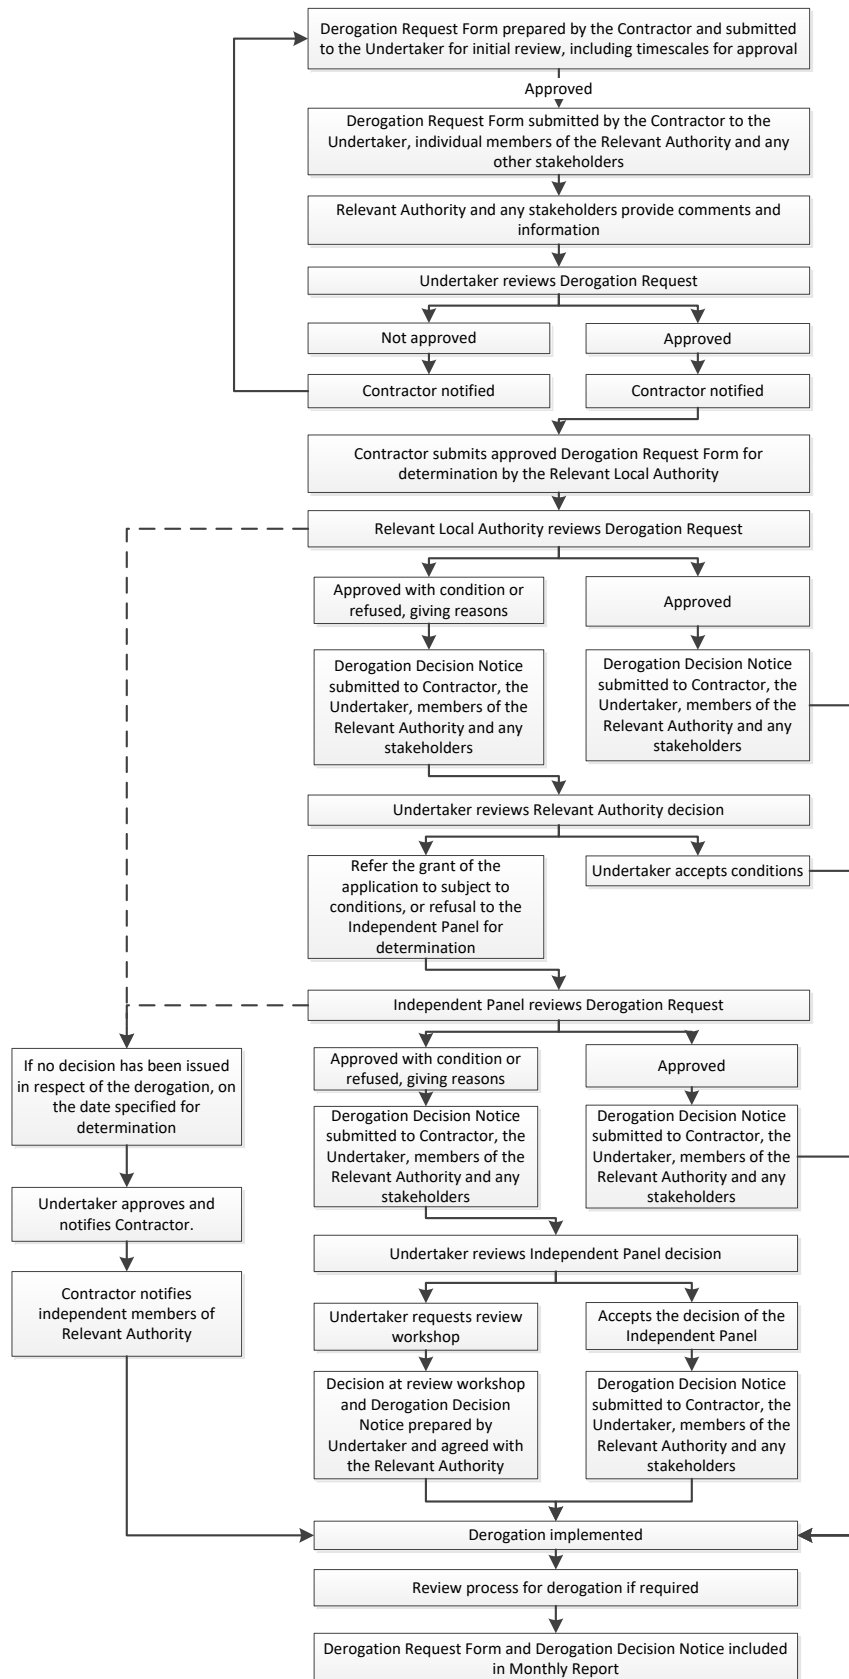 Derogation Request Form prepared by the Contractor and submitted
to the Undertaker for initial review, including timescales for approval
Approved
Derogation Request Form submitted by the Contractor to the
Undertaker, individual members of the Relevant Authority and any
other stakeholders
Relevant Authority and any stakeholders provide comments and
information
Undertaker reviews Derogation Request
Not approved
Approved
Contractor notified
Contractor notified
Contractor submits approved Derogation Request Form for
determination by the Relevant Local Authority
Relevant Local Authority reviews Derogation Request
Approved with condition or
refused, giving reasons
Approved
Derogation Decision Notice
submitted to Contractor, the
Undertaker, members of the
Relevant Authority and any
stakeholders
Derogation Decision Notice
submitted to Contractor, the
Undertaker, members of the
Relevant Authority and any
stakeholders
Undertaker reviews Relevant Authority decision
Refer the grant of the
application to subject to
conditions, or refusal to the
Independent Panel for
determination
Undertaker accepts conditions
Independent Panel reviews Derogation Request
If no decision has been issued
in respect of the derogation, on
the date specified for
determination
Approved with condition or
refused, giving reasons
Approved
Derogation Decision Notice
submitted to Contractor, the
Undertaker, members of the
Relevant Authority and any
stakeholders
Derogation Decision Notice
submitted to Contractor, the
Undertaker, members of the
Relevant Authority and any
stakeholders
Undertaker approves and
notifies Contractor.
Undertaker reviews Independent Panel decision
Contractor notifies
independent members of
Relevant Authority
Undertaker requests review
workshop
Accepts the decision of the
Independent Panel
Decision at review workshop
and Derogation Decision
Notice prepared by
Undertaker and agreed with
the Relevant Authority
Derogation Decision Notice
submitted to Contractor, the
Undertaker, members of the
Relevant Authority and any
stakeholders
Derogation implemented
Review process for derogation if required
Derogation Request Form and Derogation Decision Notice included
in Monthly Report